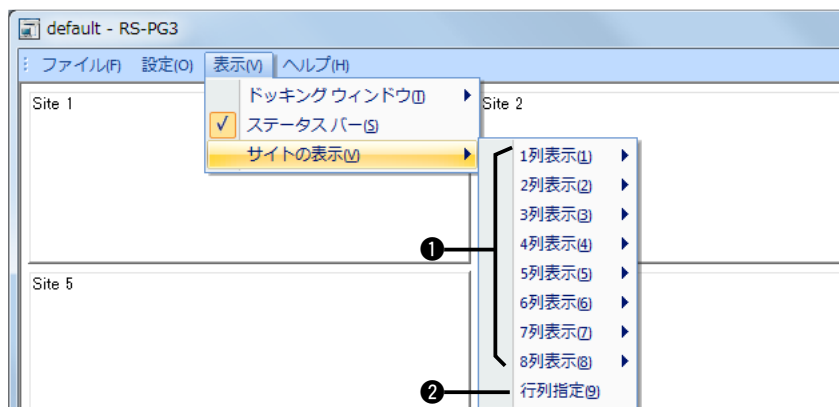 default - RS-PG3
ファイル(F) 設定(O) 表示(V) ヘルプ(H)
Site 1
ドッキング ウィンドウ(T)
Site 2
ステータス バー(S)
サイトの表示(V)
1列表示(1)
2列表示(2)
3列表示(3)
❶ 4列表示(4)
5列表示(5)
Site 5
6列表示(6)
7列表示(7)
8列表示(8)
❷ 行列指定(9)